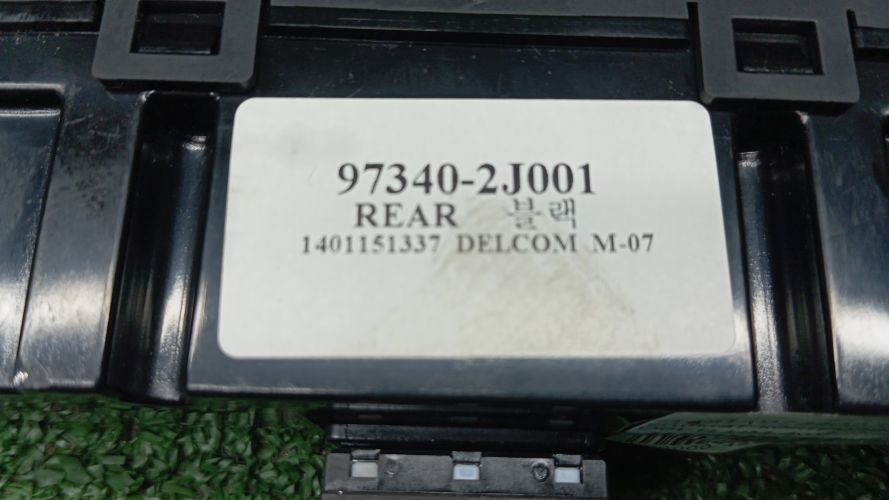 97340-2J001
REAR 블랙
1401151337 DELCOM M-07